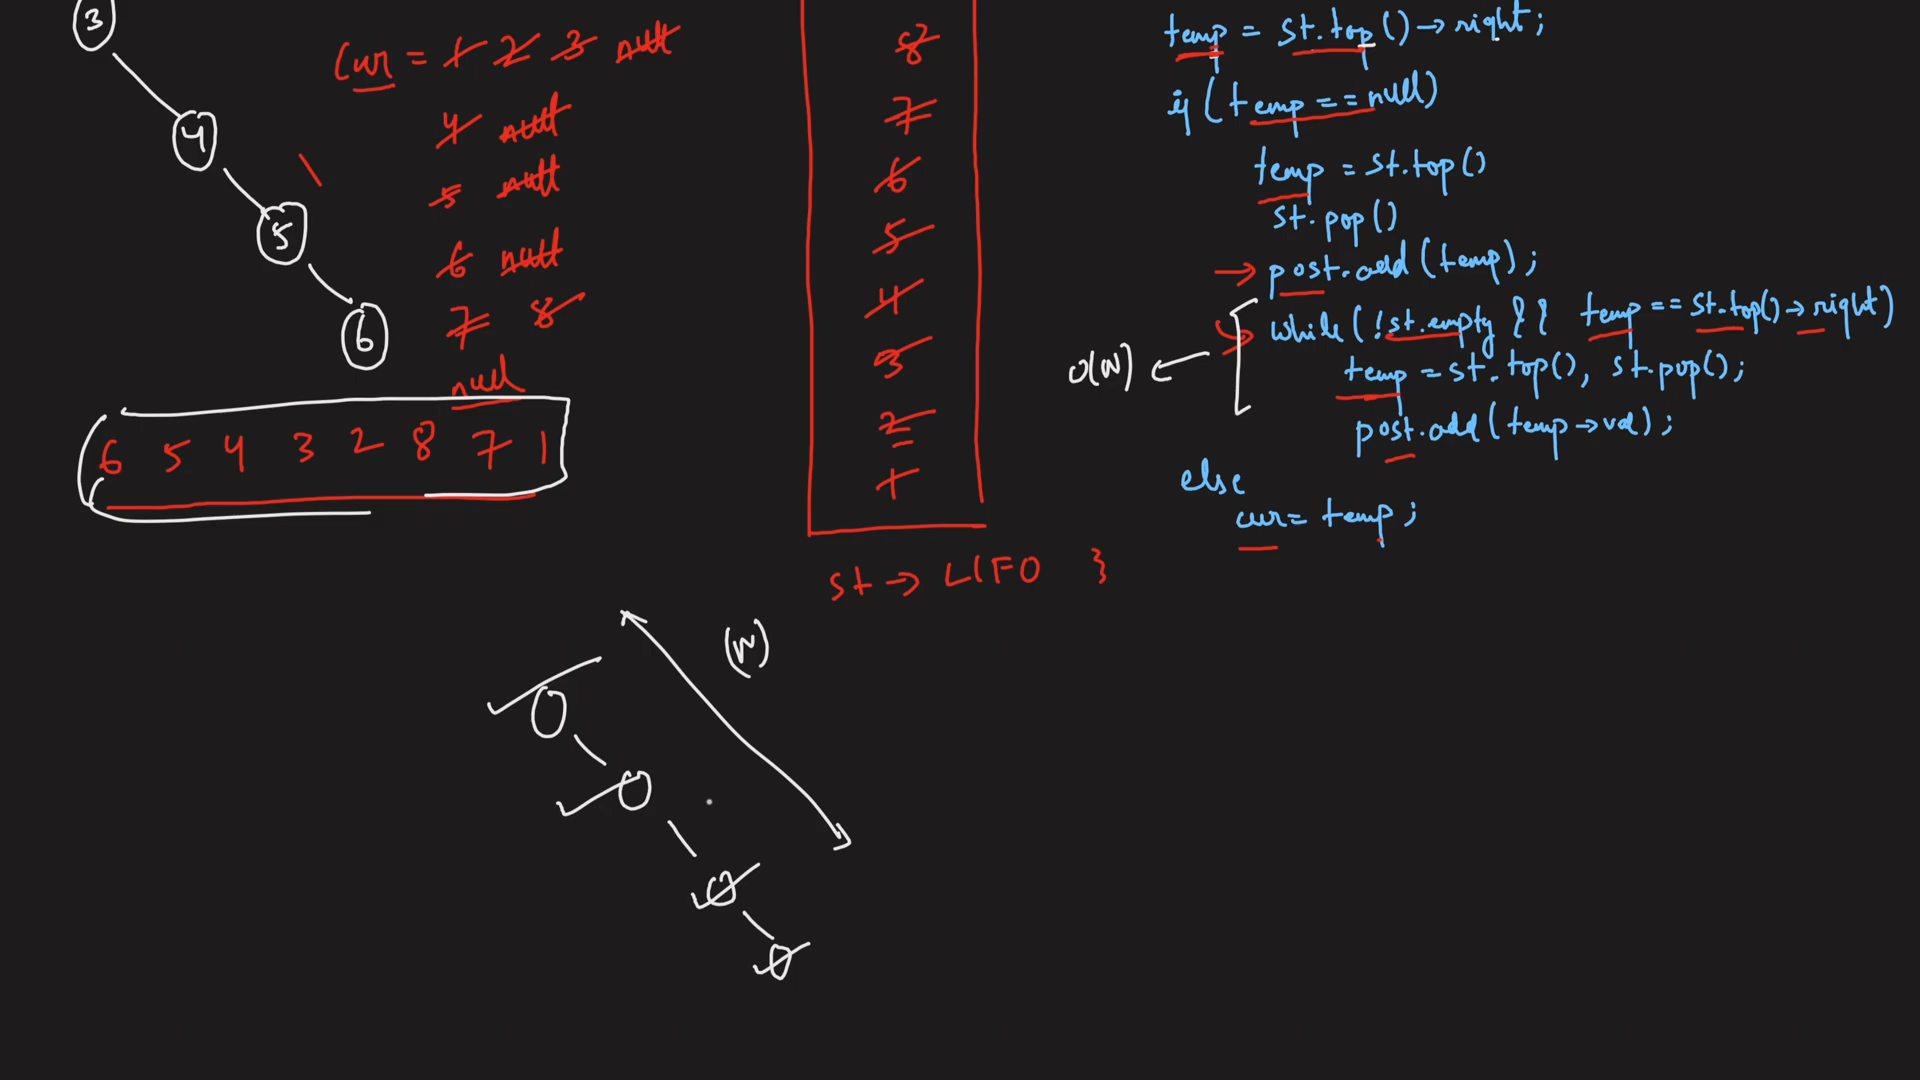 3
4
5
6
Cur = 1 2 3 null
4 null
5 null
6 null
7 8
null
6 5 4 3 2 8 7 1
8
7
6
5
4
3
2
1
st → LIFO }
(N)
temp = st.top() → right;
if (temp == null)
temp = st.top()
st.pop()
→ post.add (temp);
O(N) ← while (!st.empty && temp == st.top() → right)
temp = st.top(), st.pop();
post.add (temp → val);
else
cur = temp;